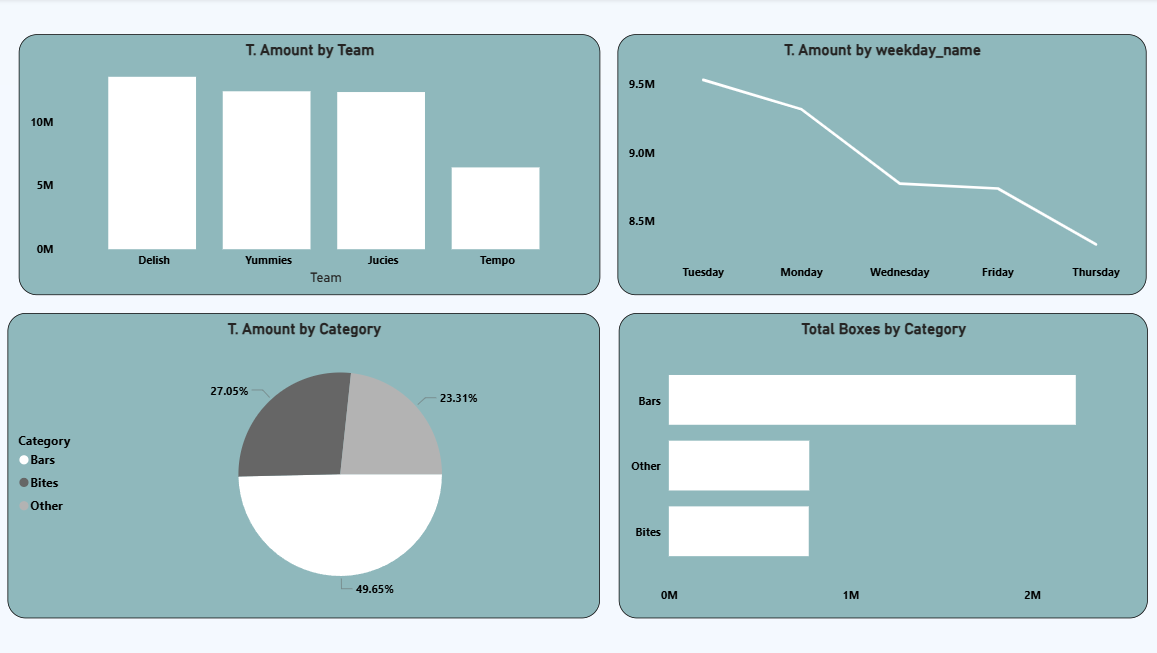 T. Amount by Team
10M
5M
0M
Delish Yummies Jucies Tempo
Team
T. Amount by weekday_name
9.5M
9.0M
8.5M
Tuesday Monday Wednesday Friday Thursday
T. Amount by Category
27.05%
23.31%
49.65%
Category
Bars
Bites
Other
Total Boxes by Category
Bars
Other
Bites
0M 1M 2M